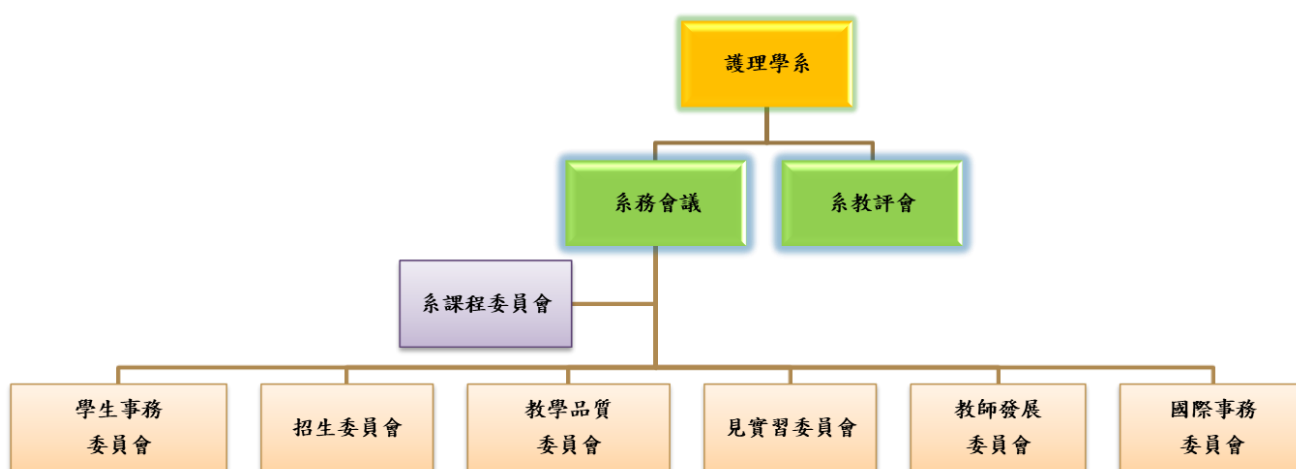 護理學系
系務會議
系教評會
系課程委員會
學生事務
委員會
招生委員會
教學品質
委員會
見實習委員會
教師發展
委員會
國際事務
委員會